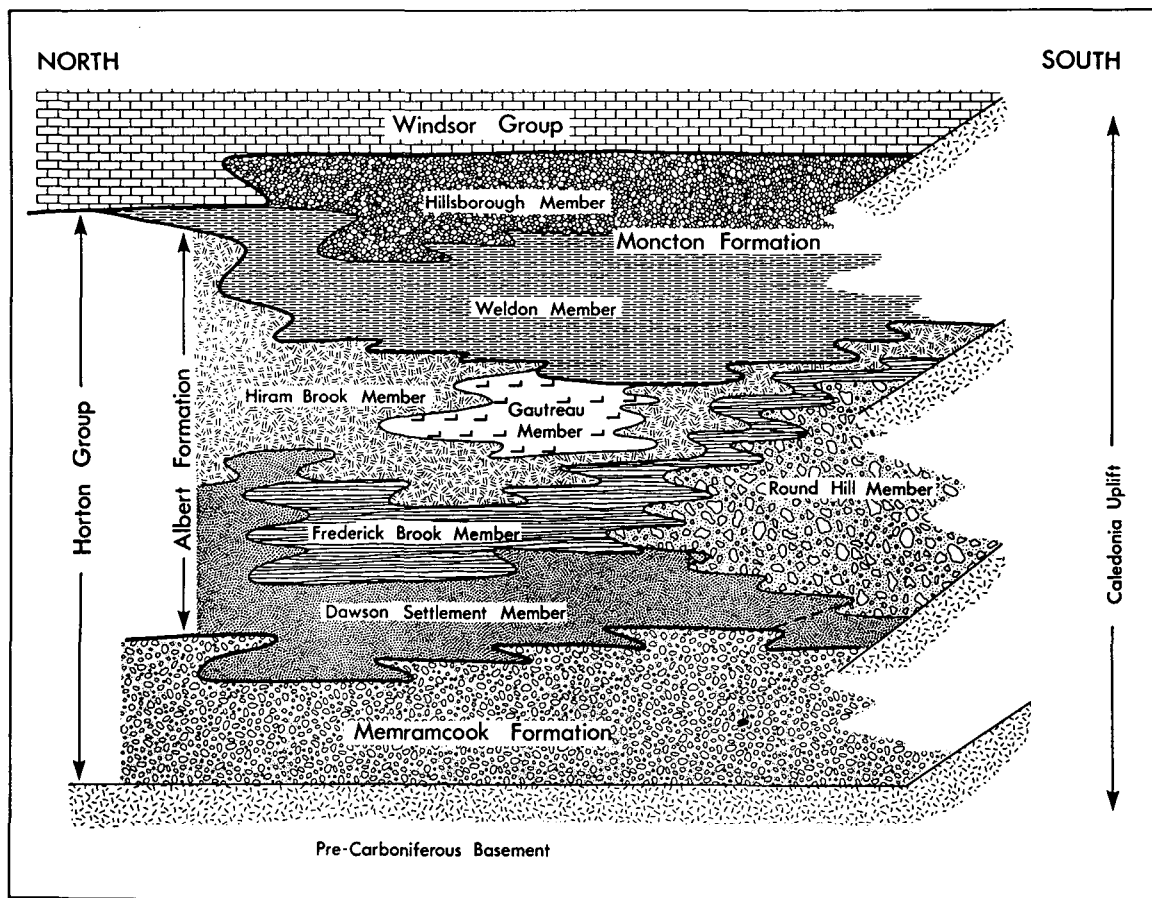 NORTH
SOUTH
Windsor Group
Hillsborough Member
Moncton Formation
Weldon Member
Hiram Brook Member
Gautreau
Member
Round Hill Member
Frederick Brook Member
Dawson Settlement Member
Memramcook Formation
Horton Group
Albert Formation
Caledonia Uplift
Pre-Carboniferous Basement